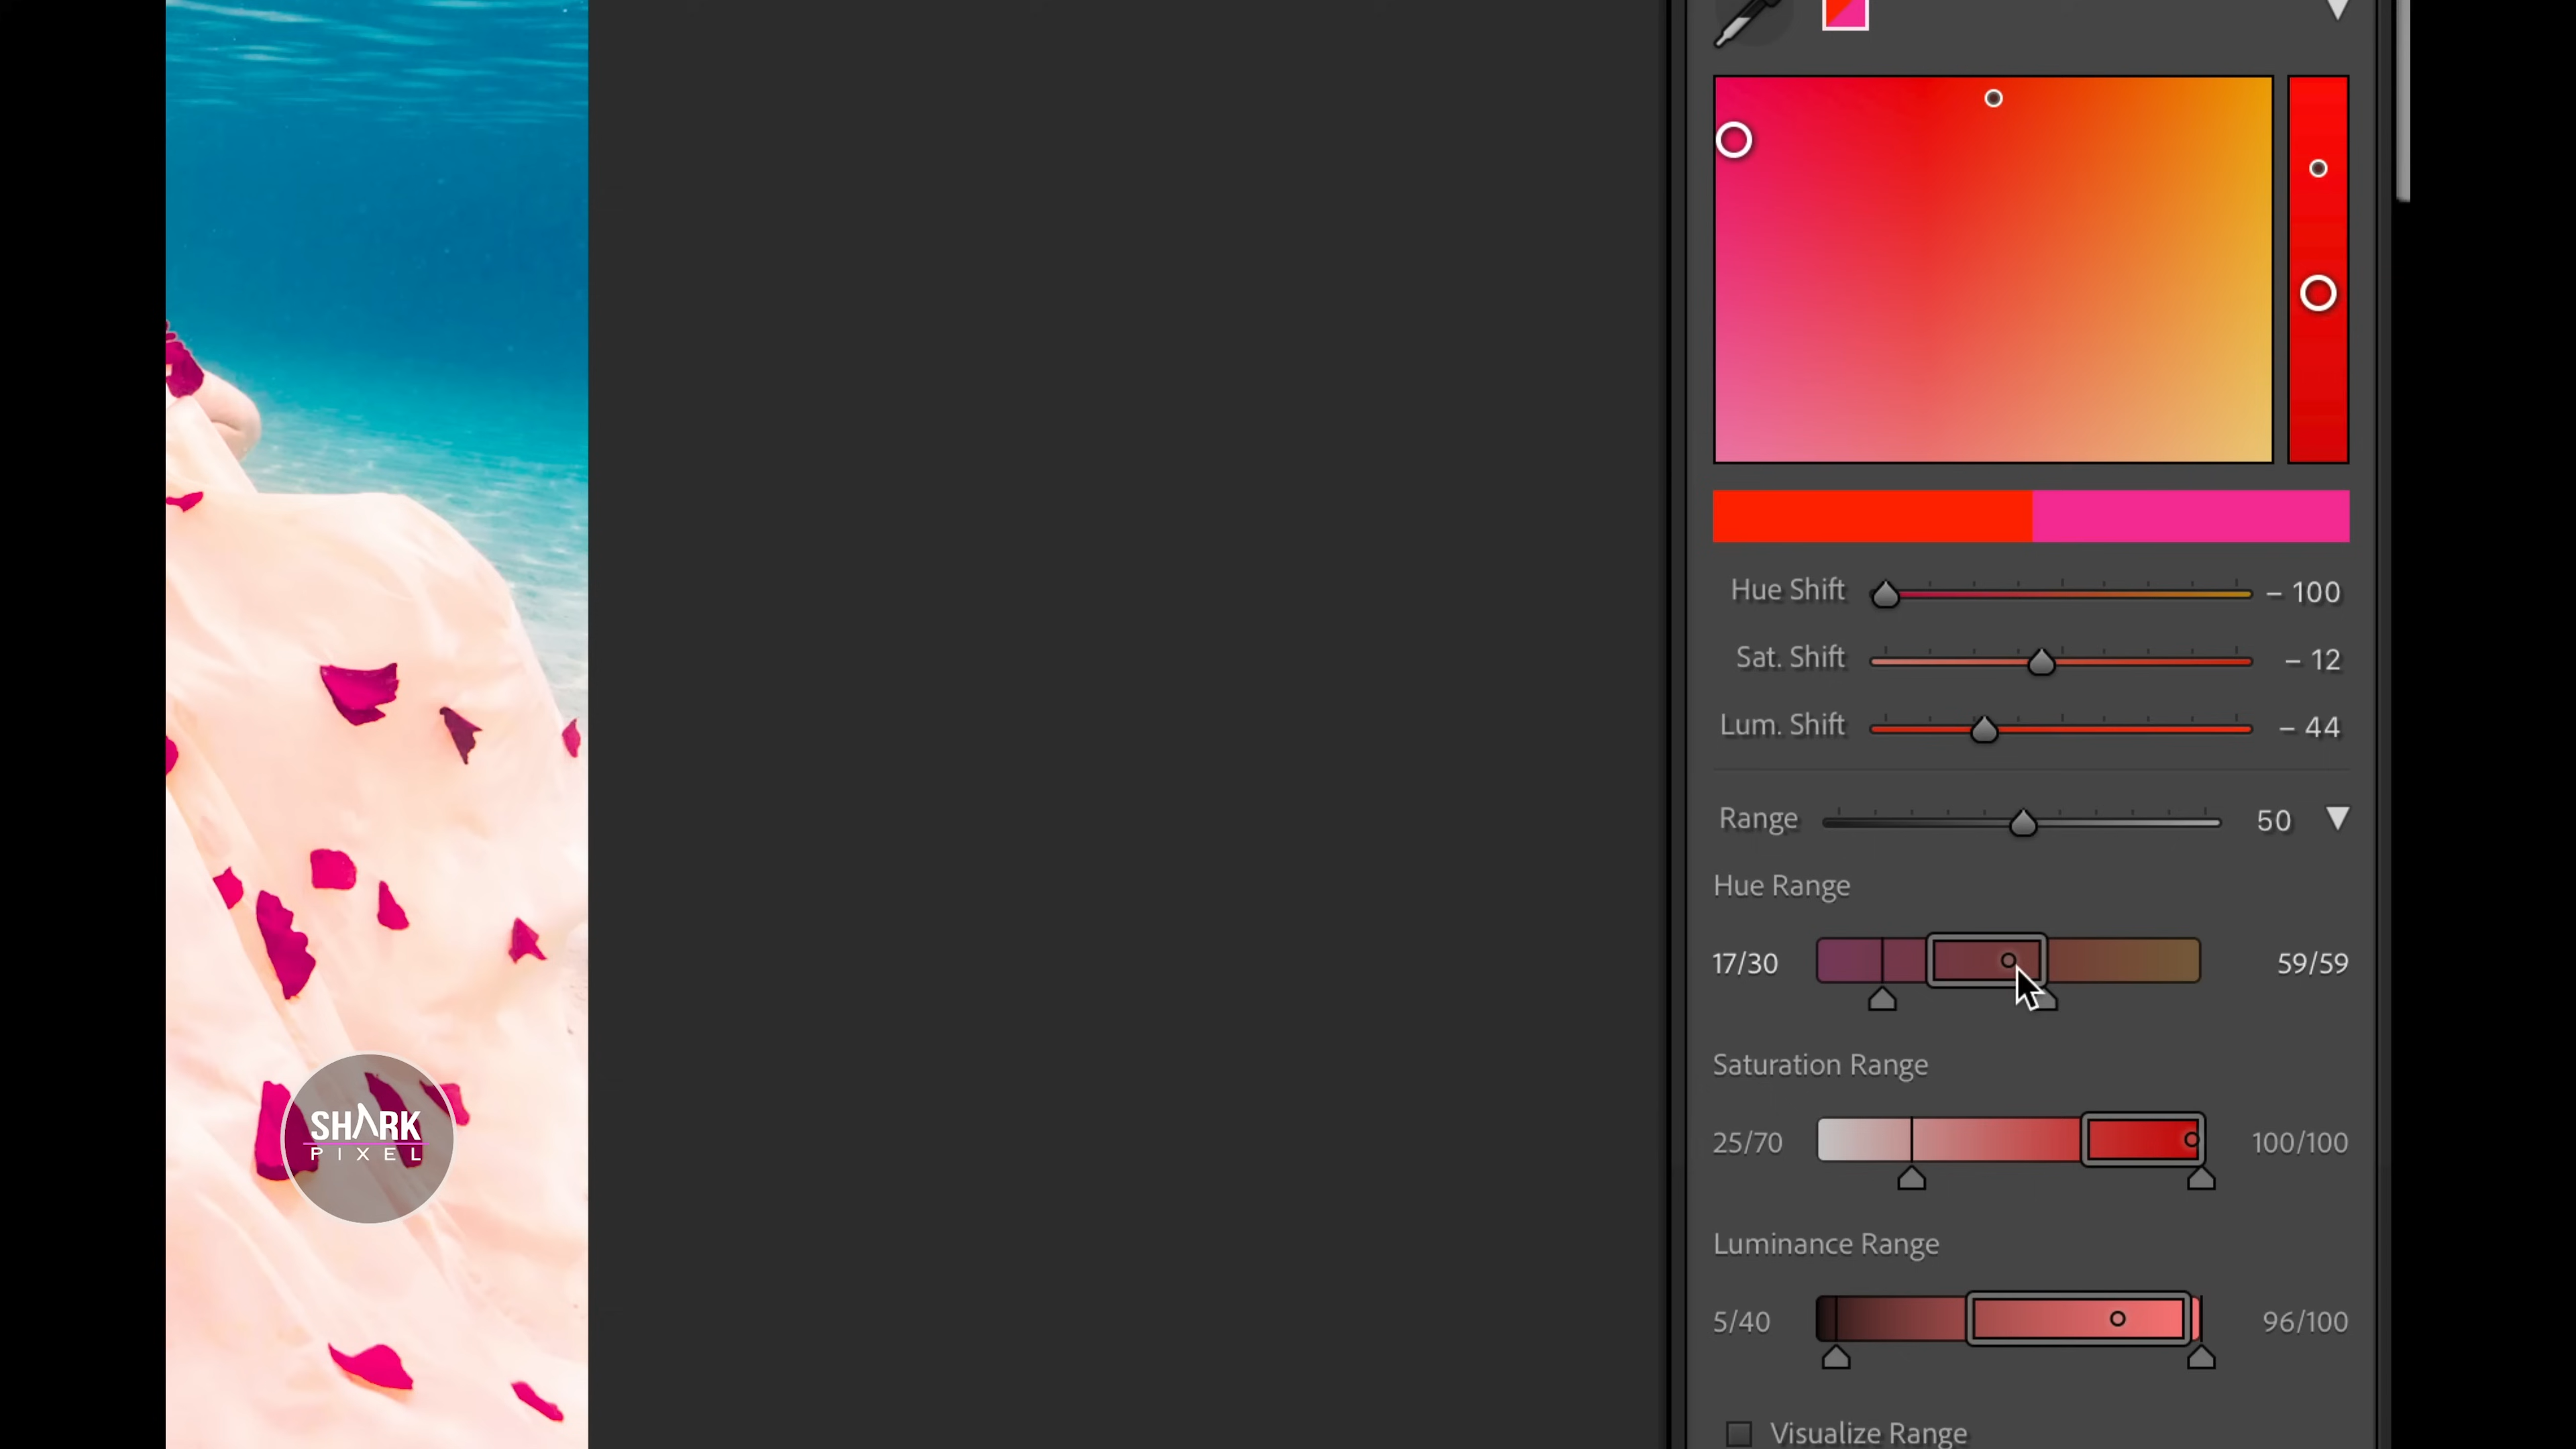 Hue Shift – 100
Sat. Shift – 12
Lum. Shift – 44
Range 50
Hue Range
17/30 59/59
Saturation Range
25/70 100/100
Luminance Range
5/40 96/100
Visualize Range
SHARK
PIXEL